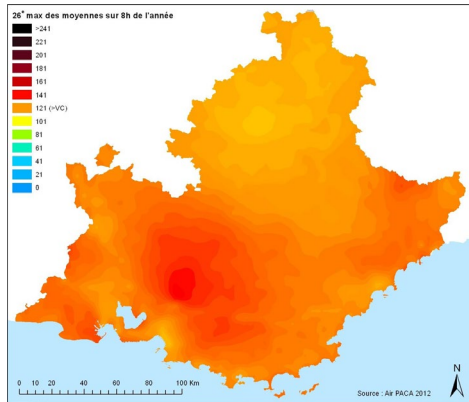 26° max des moyennes sur 8h de l'année
>241
221
201
181
161
141
121 (>VC)
101
81
61
41
21
0
N
0 10 20 40 60 80 100 Km
Source : Air PACA 2012